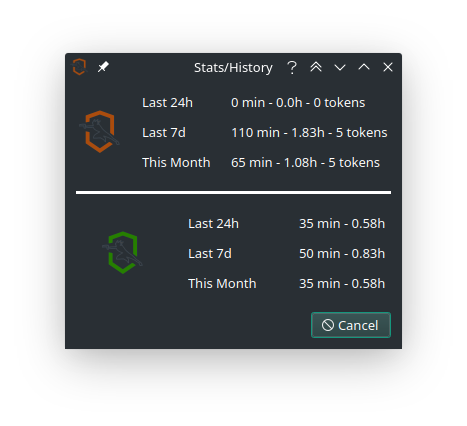 Stats/History
Last 24h 0 min - 0.0h - 0 tokens
Last 7d 110 min - 1.83h - 5 tokens
This Month 65 min - 1.08h - 5 tokens
Last 24h 35 min - 0.58h
Last 7d 50 min - 0.83h
This Month 35 min - 0.58h
Cancel